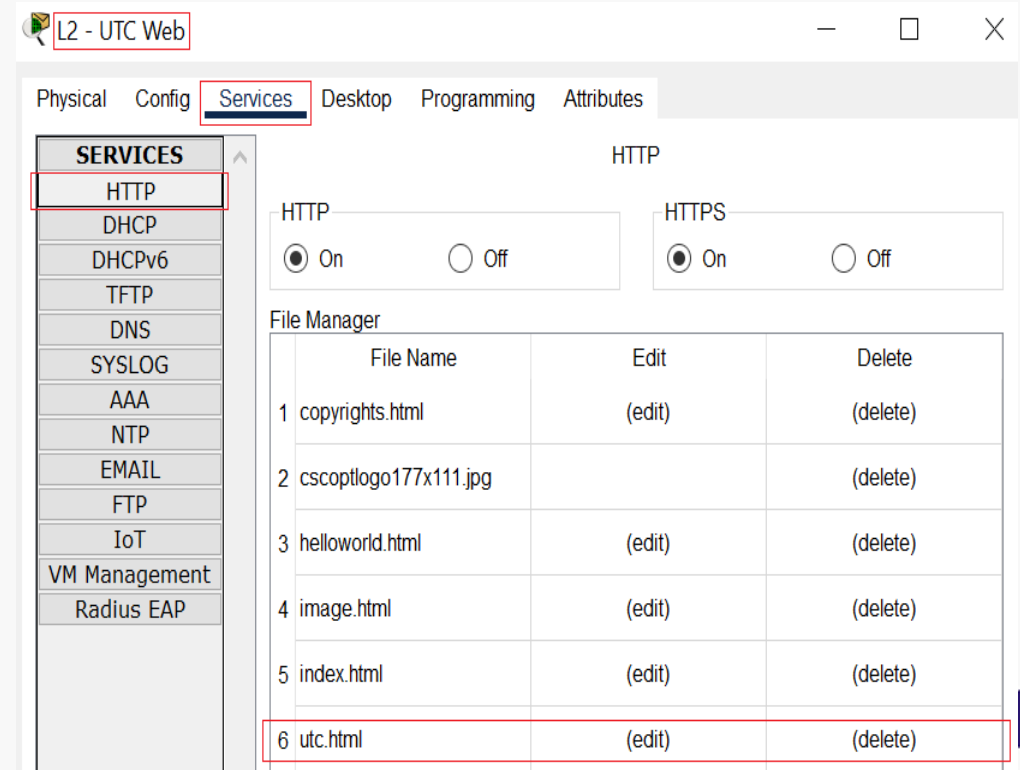 L2 - UTC Web
Physical Config Services Desktop Programming Attributes
SERVICES
HTTP
DHCP
DHCPv6
TFTP
DNS
SYSLOG
AAA
NTP
EMAIL
FTP
IoT
VM Management
Radius EAP
HTTP
HTTP
On Off
HTTPS
On Off
File Manager
File Name Edit Delete
1 copyrights.html (edit) (delete)
2 cscoptlogo177x111.jpg (delete)
3 helloworld.html (edit) (delete)
4 image.html (edit) (delete)
5 index.html (edit) (delete)
6 utc.html (edit) (delete)